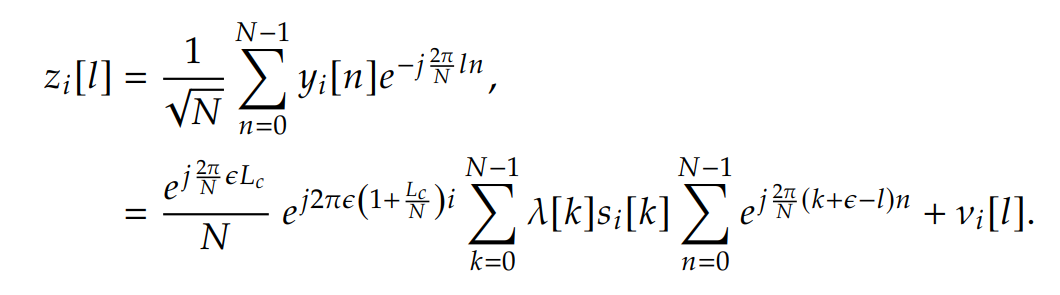 z_i[l] = \frac{1}{\sqrt{N}} \sum_{n=0}^{N-1} y_i[n] e^{-j\frac{2\pi}{N}ln},
= \frac{e^{j\frac{2\pi}{N}\epsilon L_c}}{N} e^{j2\pi\epsilon\left(1+\frac{L_c}{N}\right)i} \sum_{k=0}^{N-1} \lambda[k] s_i[k] \sum_{n=0}^{N-1} e^{j\frac{2\pi}{N}(k+\epsilon-l)n} + \nu_i[l].